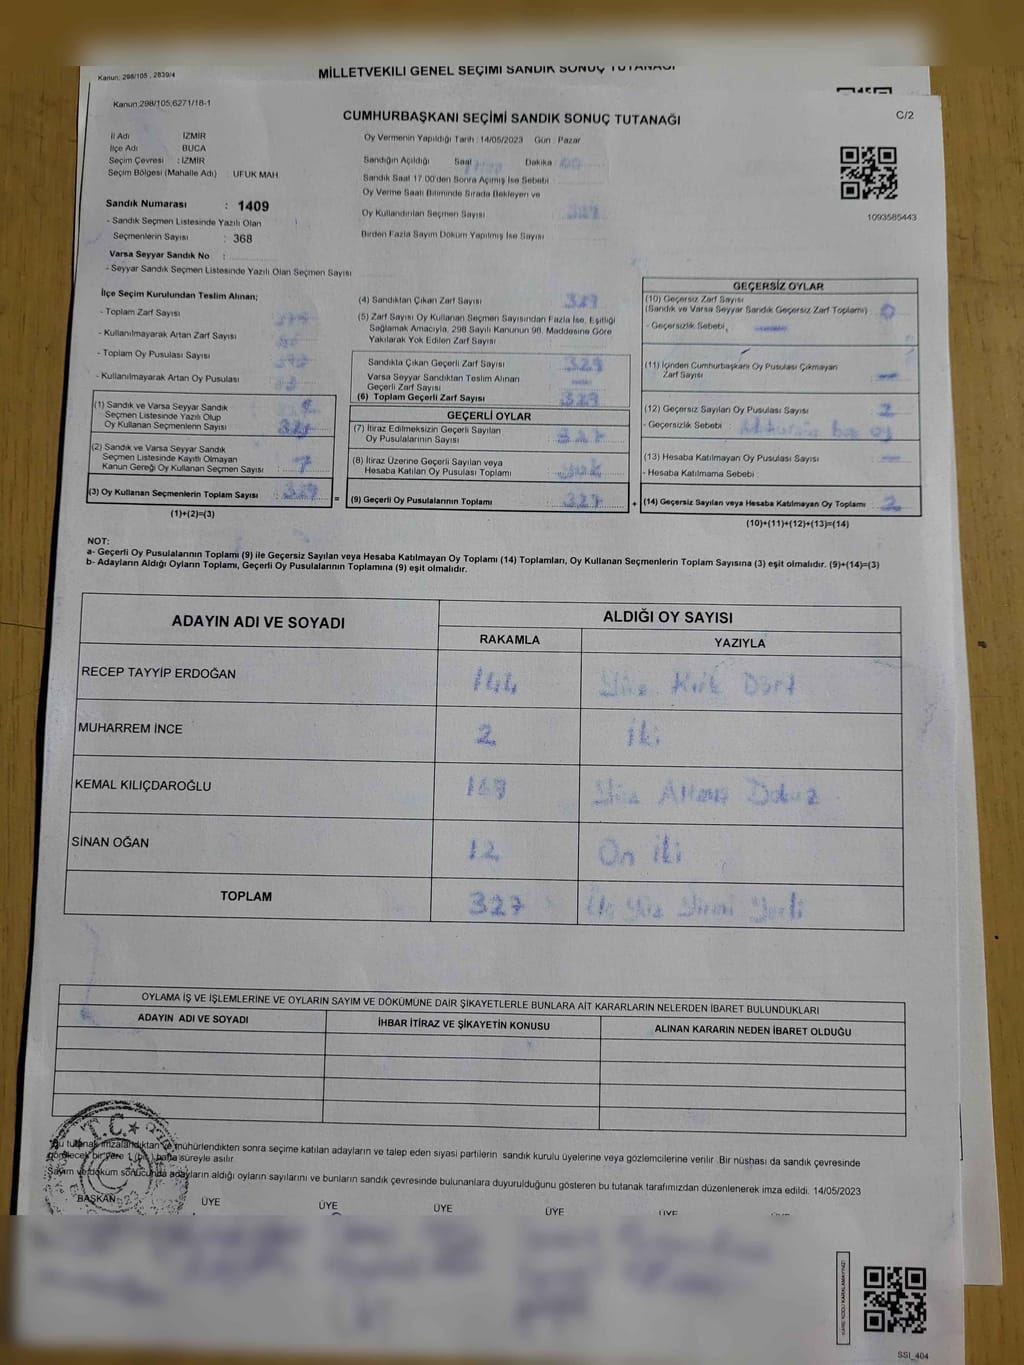 Kanun: 298/105 , 2839/4
MİLLETVEKİLİ GENEL SEÇİMİ SANDIK SONUÇ TUTANAĞI
Kanun;298/105,6271/18-1
C/2
CUMHURBAŞKANI SEÇİMİ SANDIK SONUÇ TUTANAĞI
İl Adı İZMİR
İlçe Adı BUCA
Seçim Çevresi : İZMİR
Seçim Bölgesi (Mahalle Adı) : UFUK MAH.
Sandık Numarası : 1409
- Sandık Seçmen Listesinde Yazılı Olan
Seçmenlerin Sayısı : 368
Varsa Seyyar Sandık No :
- Seyyar Sandık Seçmen Listesinde Yazılı Olan Seçmen Sayısı
Oy Vermenin Yapıldığı Tarih : 14/05/2023 Gün : Pazar
Sandığın Açıldığı Saat Dakika
Sandık Saat 17.00'den Sonra Açılmış İse Sebebi
Oy Verme Saati Bitiminde Sırada Bekleyen ve
Oy Kullandırılan Seçmen Sayısı 329
Birden Fazla Sayım Döküm Yapılmış İse Sayısı
1093585443
İlçe Seçim Kurulundan Teslim Alınan;
- Toplam Zarf Sayısı
- Kullanılmayarak Artan Zarf Sayısı
- Toplam Oy Pusulası Sayısı
- Kullanılmayarak Artan Oy Pusulası
(1) Sandık ve Varsa Seyyar Sandık
Seçmen Listesinde Yazılı Olup
Oy Kullanan Seçmenlerin Sayısı
(2) Sandık ve Varsa Seyyar Sandık
Seçmen Listesinde Kayıtlı Olmayan
Kanun Gereği Oy Kullanan Seçmen Sayısı
(3) Oy Kullanan Seçmenlerin Toplam Sayısı : 329
(1)+(2)=(3)
(4) Sandıktan Çıkan Zarf Sayısı 329
(5) Zarf Sayısı Oy Kullanan Seçmen Sayısından Fazla İse, Eşitliği
Sağlamak Amacıyla, 298 Sayılı Kanunun 98. Maddesine Göre
Yakılarak Yok Edilen Zarf Sayısı
Sandıkta Çıkan Geçerli Zarf Sayısı 329
Varsa Seyyar Sandıktan Teslim Alınan
Geçerli Zarf Sayısı
(6) Toplam Geçerli Zarf Sayısı 329
GEÇERLİ OYLAR
(7) İtiraz Edilmeksizin Geçerli Sayılan
Oy Pusulalarının Sayısı 327
(8) İtiraz Üzerine Geçerli Sayılan veya
Hesaba Katılan Oy Pusulası Toplamı yok
= (9) Geçerli Oy Pusulalarının Toplamı 327
GEÇERSİZ OYLAR
(10) Geçersiz Zarf Sayısı
(Sandık ve Varsa Seyyar Sandık Geçersiz Zarf Toplamı) 0
- Geçersizlik Sebebi
(11) İçinden Cumhurbaşkanı Oy Pusulası Çıkmayan
Zarf Sayısı
(12) Geçersiz Sayılan Oy Pusulası Sayısı 2
- Geçersizlik Sebebi :
(13) Hesaba Katılmayan Oy Pusulası Sayısı
- Hesaba Katılmama Sebebi
+ (14) Geçersiz Sayılan veya Hesaba Katılmayan Oy Toplamı : 2
(10)+(11)+(12)+(13)=(14)
NOT:
a- Geçerli Oy Pusulalarının Toplamı (9) ile Geçersiz Sayılan veya Hesaba Katılmayan Oy Toplamı (14) Toplamları, Oy Kullanan Seçmenlerin Toplam Sayısına (3) eşit olmalıdır. (9)+(14)=(3)
b- Adayların Aldığı Oyların Toplamı, Geçerli Oy Pusulalarının Toplamına (9) eşit olmalıdır.
ADAYIN ADI VE SOYADI
ALDIĞI OY SAYISI
RAKAMLA YAZIYLA
RECEP TAYYİP ERDOĞAN 144 Yüz Kırk Dört
MUHARREM İNCE 2 İki
KEMAL KILIÇDAROĞLU 169 Yüz Altmış Dokuz
SİNAN OĞAN 12 On İki
TOPLAM 327 Üç Yüz Yirmi Yedi
OYLAMA İŞ VE İŞLEMLERİNE VE OYLARIN SAYIM VE DÖKÜMÜNE DAİR ŞİKAYETLERLE BUNLARA AİT KARARLARIN NELERDEN İBARET BULUNDUKLARI
ADAYIN ADI VE SOYADI İHBAR İTİRAZ VE ŞİKAYETİN KONUSU ALINAN KARARIN NEDEN İBARET OLDUĞU
T.C.
Bu tutanak imzalandıktan ve mühürlendikten sonra seçime katılan adayların ve talep eden siyasi partilerin sandık kurulu üyelerine veya gözlemcilerine verilir .Bir nüshası da sandık çevresinde
görülecek bir yere 1 (bir) hafta süreyle asılır
Sayım ve döküm sonucunda adayların aldığı oyların sayılarını ve bunların sandık çevresinde bulunanlara duyurulduğunu gösteren bu tutanak tarafımızdan düzenlenerek imza edildi. 14/05/2023
BAŞKAN ÜYE ÜYE ÜYE ÜYE ÜYE ÜYE
SSI_404